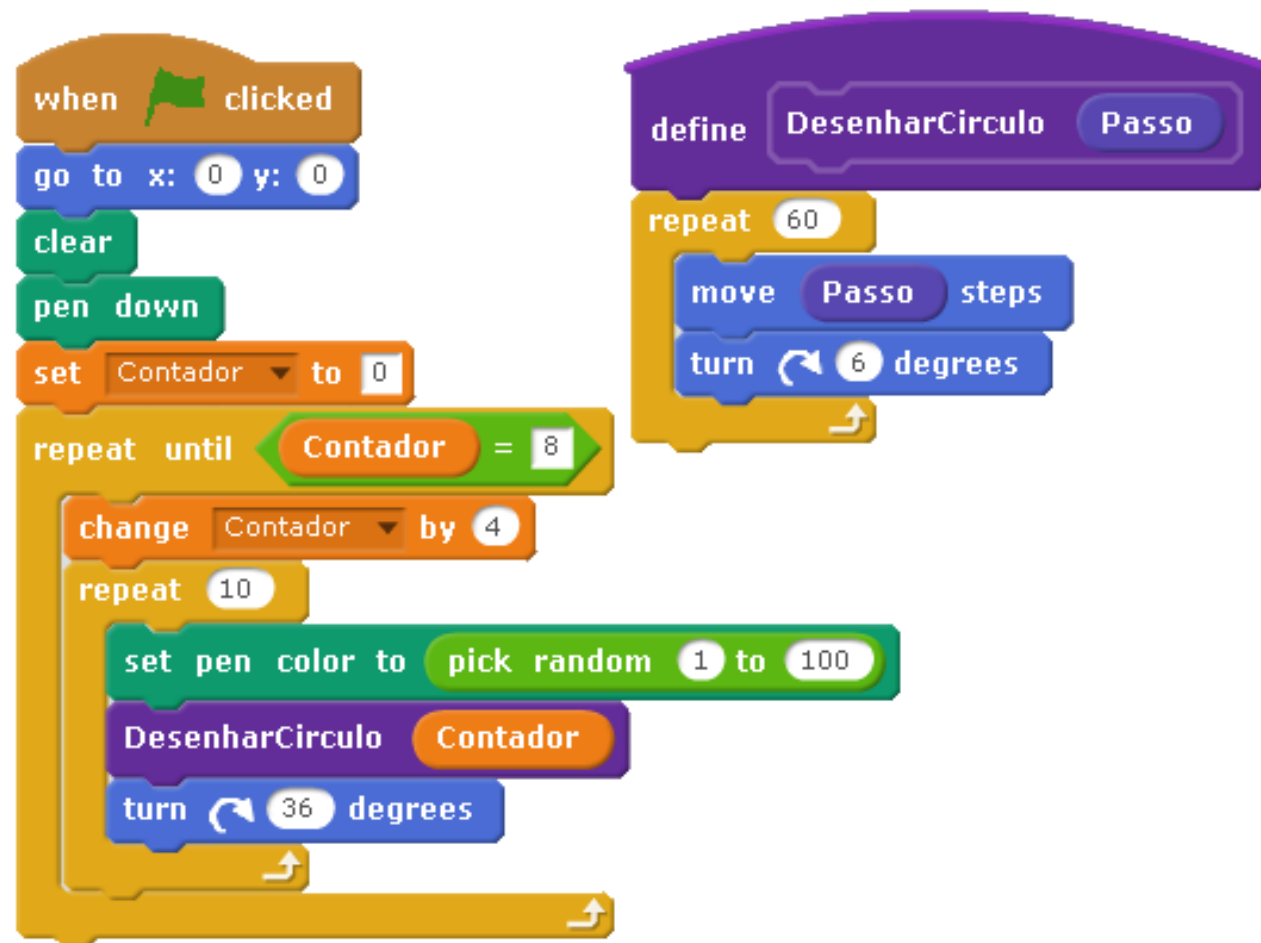 when clicked
go to x: 0 y: 0
clear
pen down
set Contador to 0
repeat until Contador = 8
change Contador by 4
repeat 10
set pen color to pick random 1 to 100
DesenharCirculo Contador
turn 36 degrees
define DesenharCirculo Passo
repeat 60
move Passo steps
turn 6 degrees